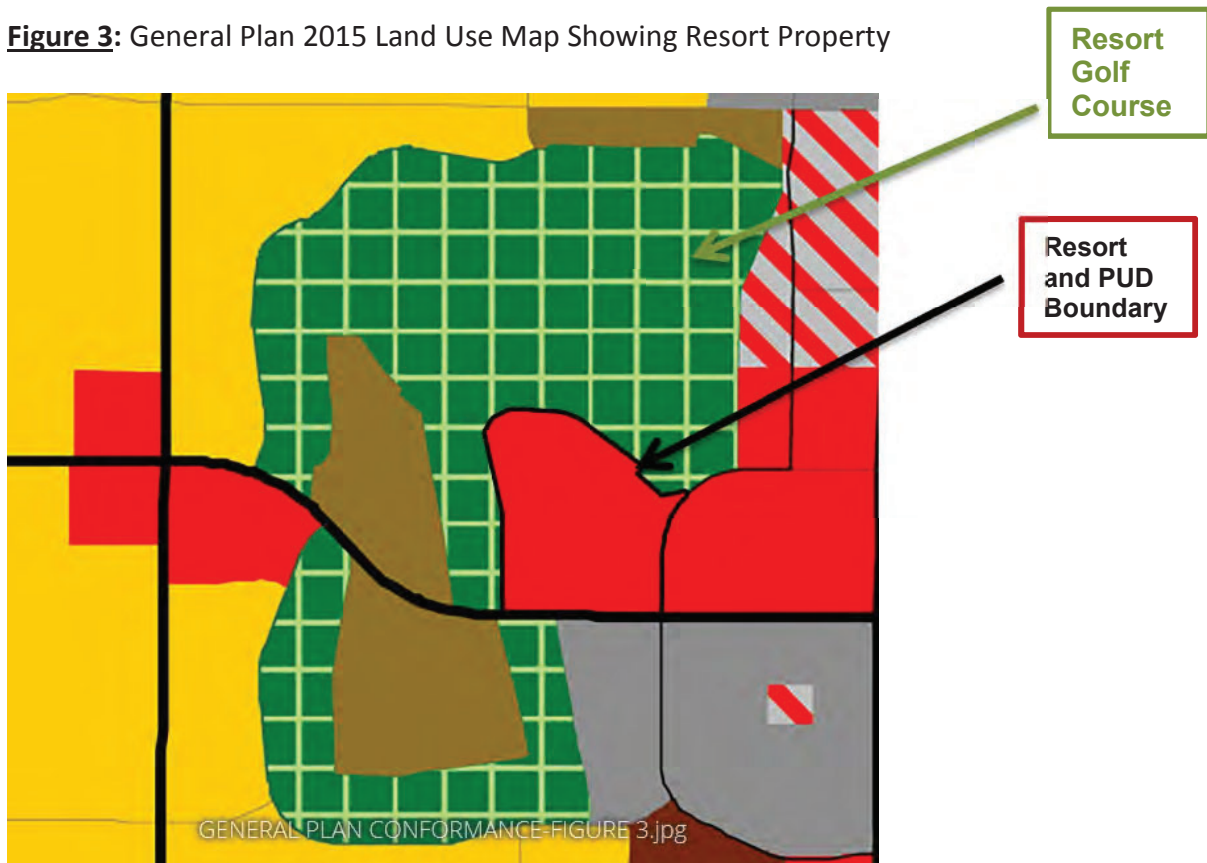 Figure 3: General Plan 2015 Land Use Map Showing Resort Property
Resort
Golf
Course
Resort
and PUD
Boundary
GENERAL PLAN CONFORMANCE-FIGURE 3.jpg